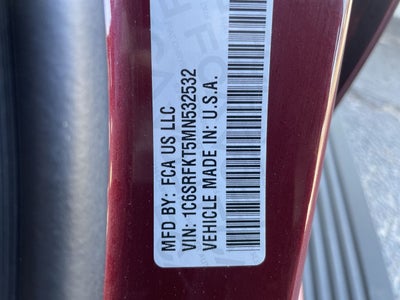 MFD BY: FCA US LLC
VIN: 1C6SRFKT5MN532532
VEHICLE MADE IN: U.S.A.